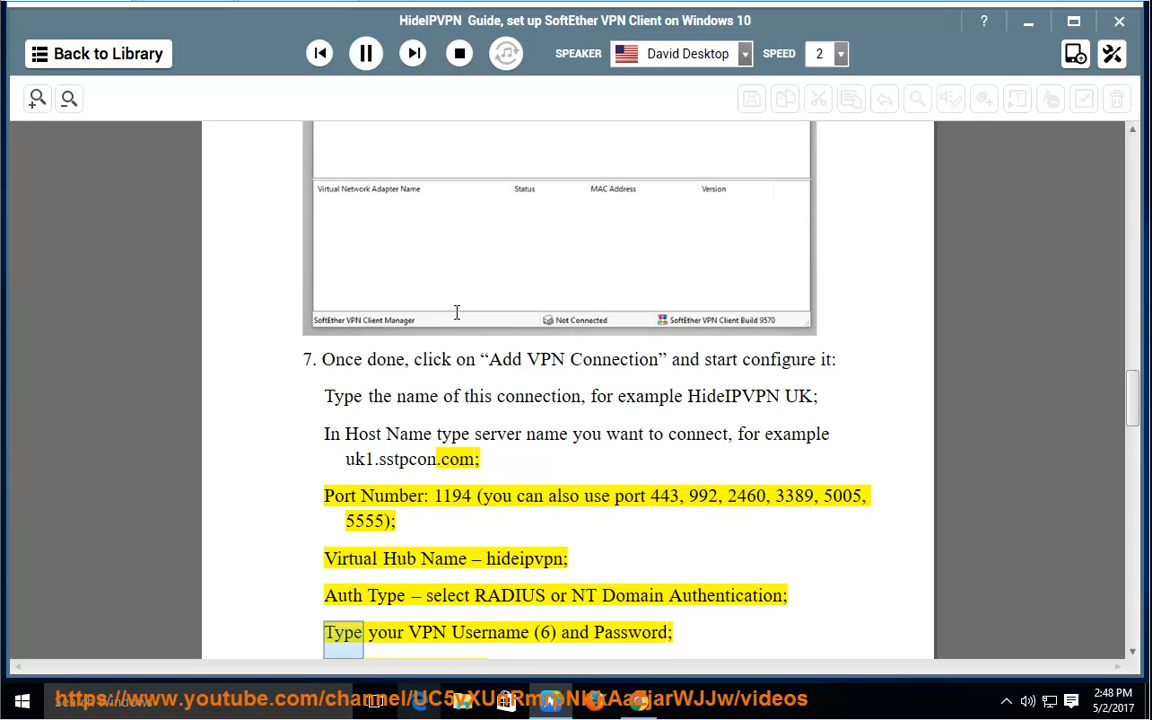 HideIPVPN Guide, set up SoftEther VPN Client on Windows 10
?
Back to Library
SPEAKER
David Desktop
SPEED
2
Virtual Network Adapter Name Status MAC Address Version
SoftEther VPN Client Manager Not Connected SoftEther VPN Client Build 9570
7. Once done, click on “Add VPN Connection” and start configure it:
Type the name of this connection, for example HideIPVPN UK;
In Host Name type server name you want to connect, for example
uk1.sstpcon.com;
Port Number: 1194 (you can also use port 443, 992, 2460, 3389, 5005,
5555);
Virtual Hub Name – hideipvpn;
Auth Type – select RADIUS or NT Domain Authentication;
Type your VPN Username (6) and Password;
Search Windows
2:48 PM
5/2/2017